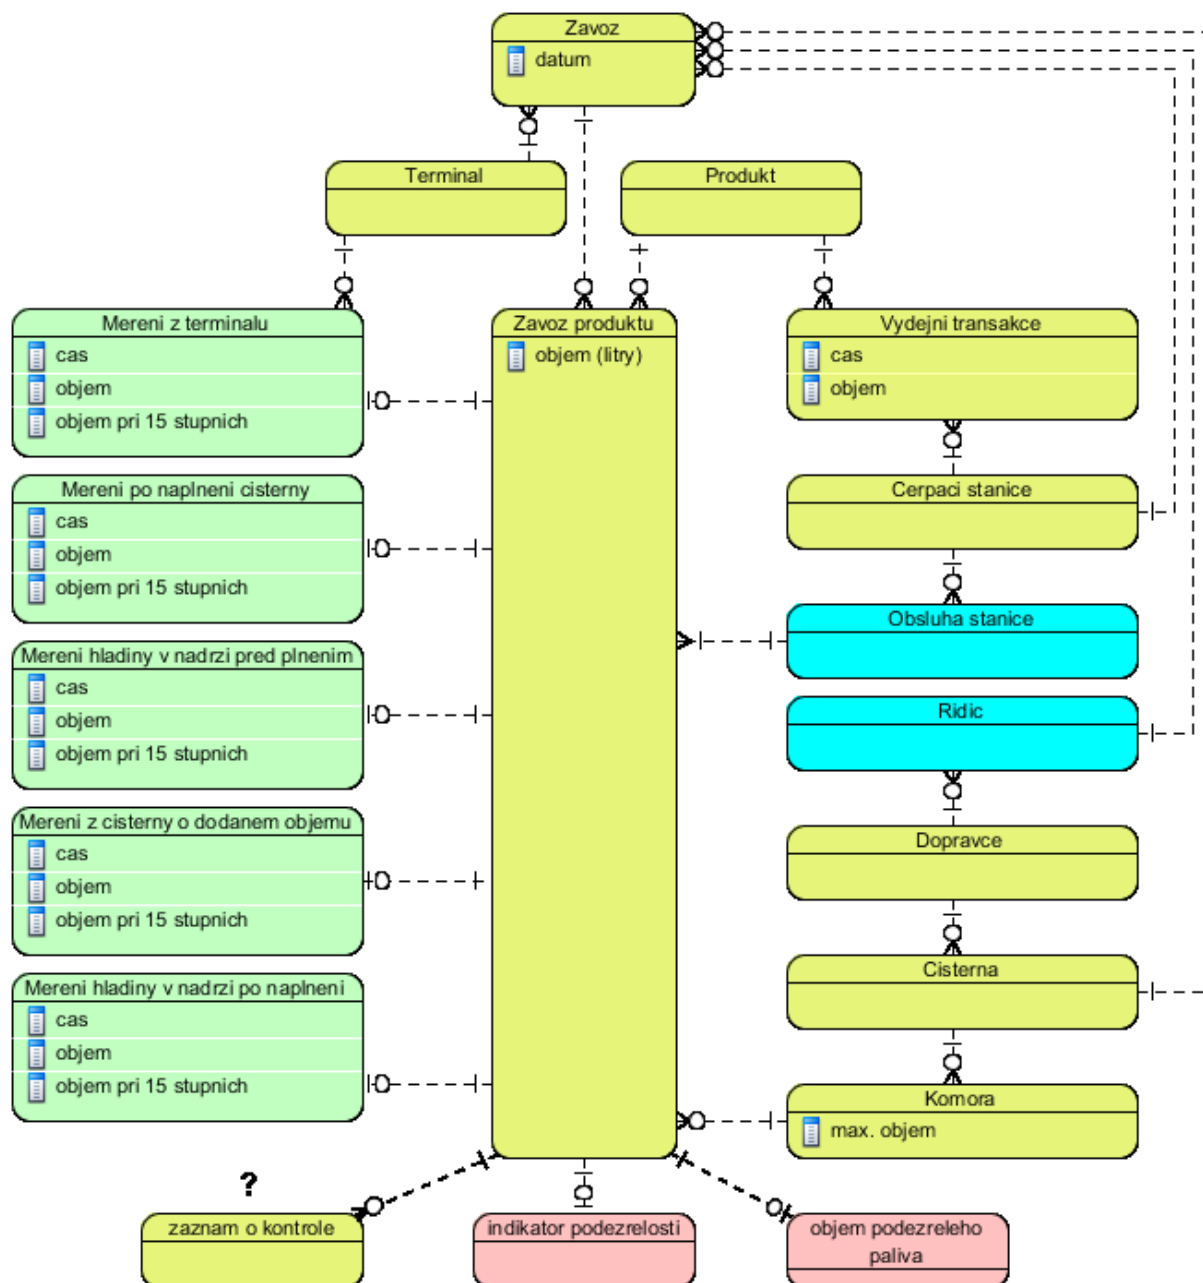 Zavoz
datum
Terminal
Produkt
Mereni z terminalu
cas
objem
objem pri 15 stupnich
Zavoz produktu
objem (litry)
Vydejni transakce
cas
objem
Mereni po naplneni cisterny
cas
objem
objem pri 15 stupnich
Cerpaci stanice
Obsluha stanice
Mereni hladiny v nadrzi pred plnenim
cas
objem
objem pri 15 stupnich
Ridic
Mereni z cisterny o dodanem objemu
cas
objem
objem pri 15 stupnich
Dopravce
Cisterna
Mereni hladiny v nadrzi po naplneni
cas
objem
objem pri 15 stupnich
Komora
max. objem
?
zaznam o kontrole
indikator podezrelosti
objem podezreleho
paliva